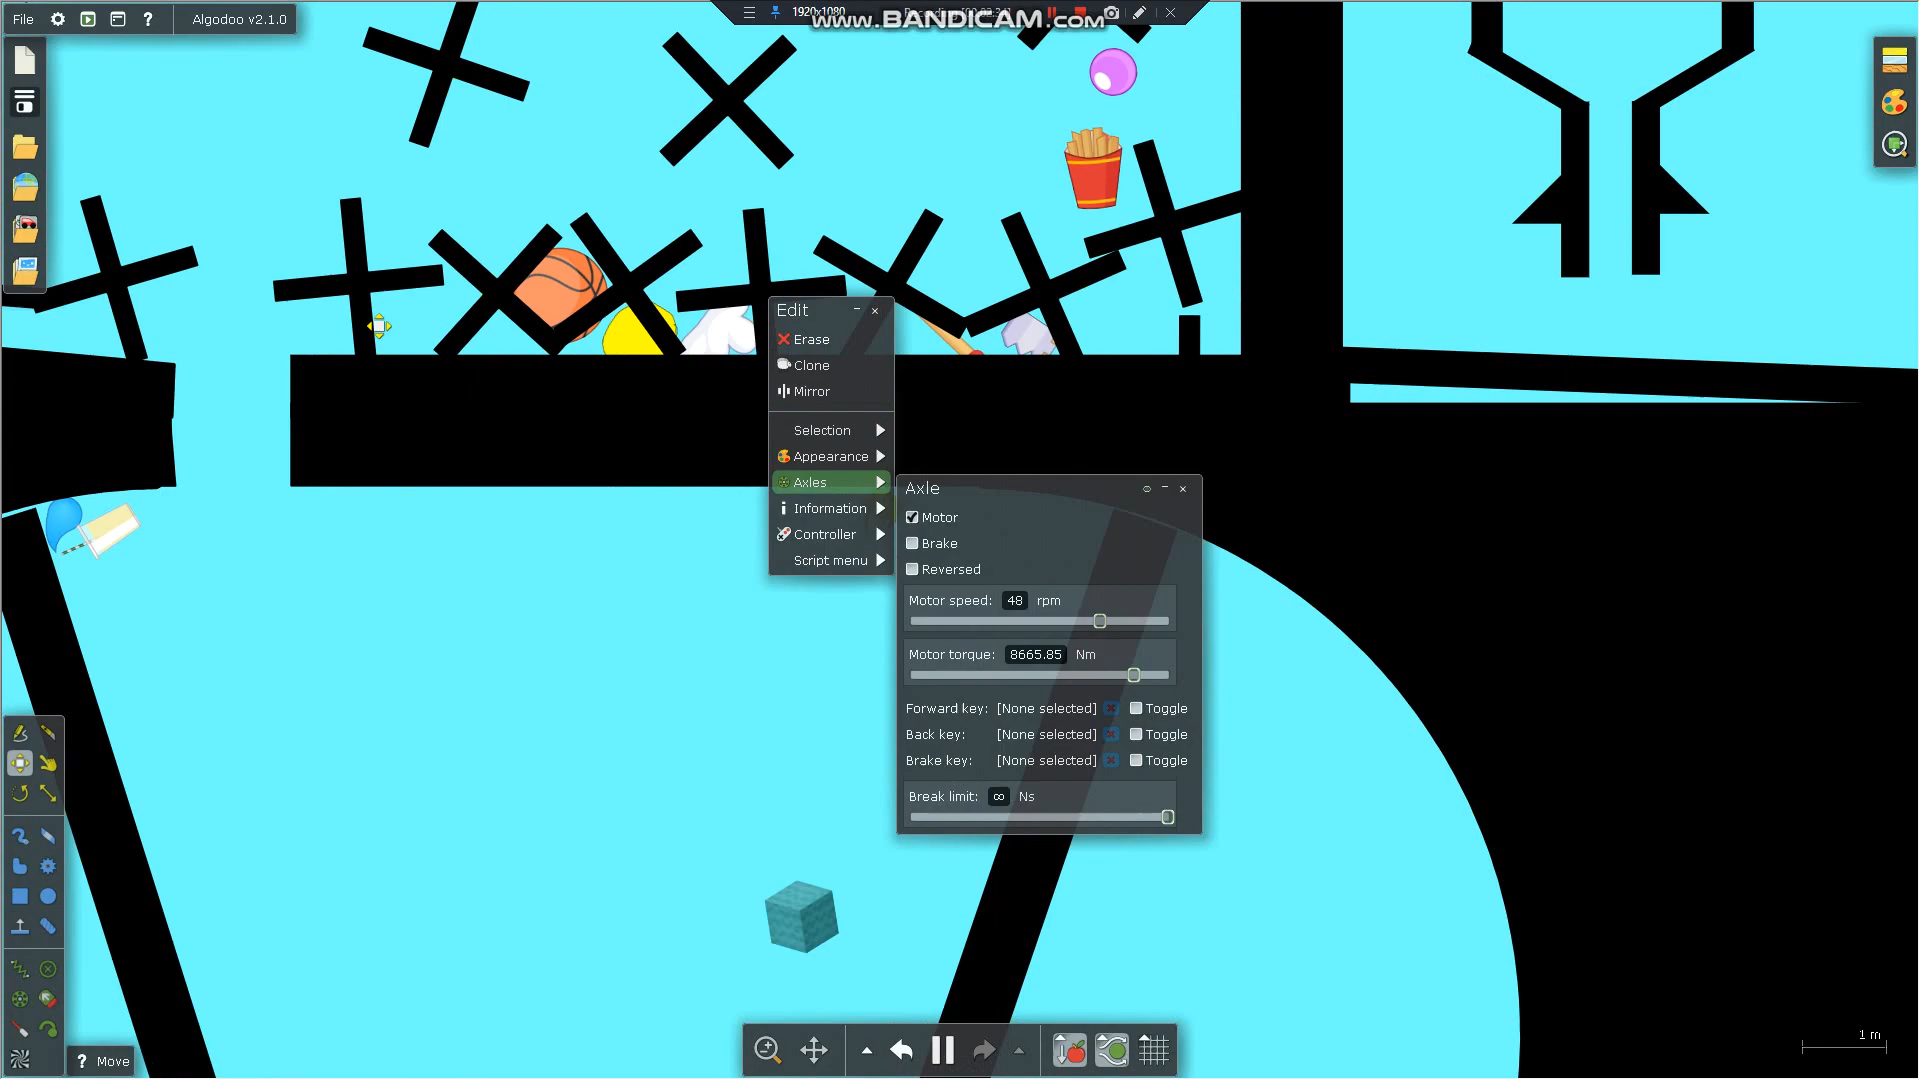 File
Algodoo v2.1.0
1920x1080
www.BANDICAM.com
Edit
Erase
Clone
Mirror
Selection
Appearance
Axles
Information
Controller
Script menu
Axle
Motor
Brake
Reversed
Motor speed: 48 rpm
Motor torque: 8665.85 Nm
Forward key: [None selected] Toggle
Back key: [None selected] Toggle
Brake key: [None selected] Toggle
Break limit: ∞ Ns
? Move
1 m